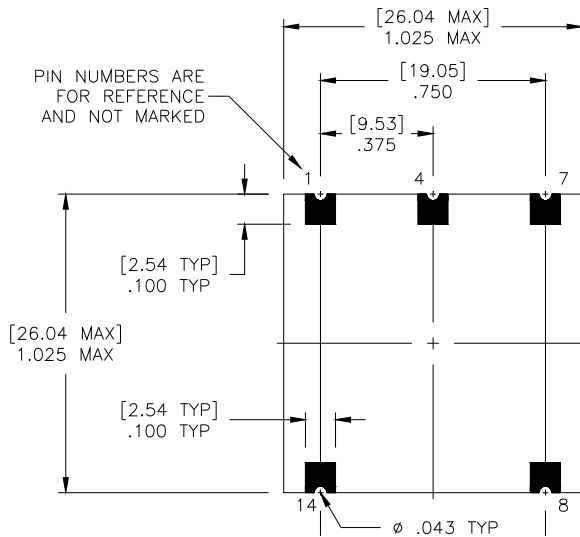 [26.04 MAX]
1.025 MAX
[19.05]
.750
PIN NUMBERS ARE
FOR REFERENCE
AND NOT MARKED
[9.53]
.375
1
4
7
[2.54 TYP]
.100 TYP
[26.04 MAX]
1.025 MAX
[2.54 TYP]
.100 TYP
14
8
ø .043 TYP